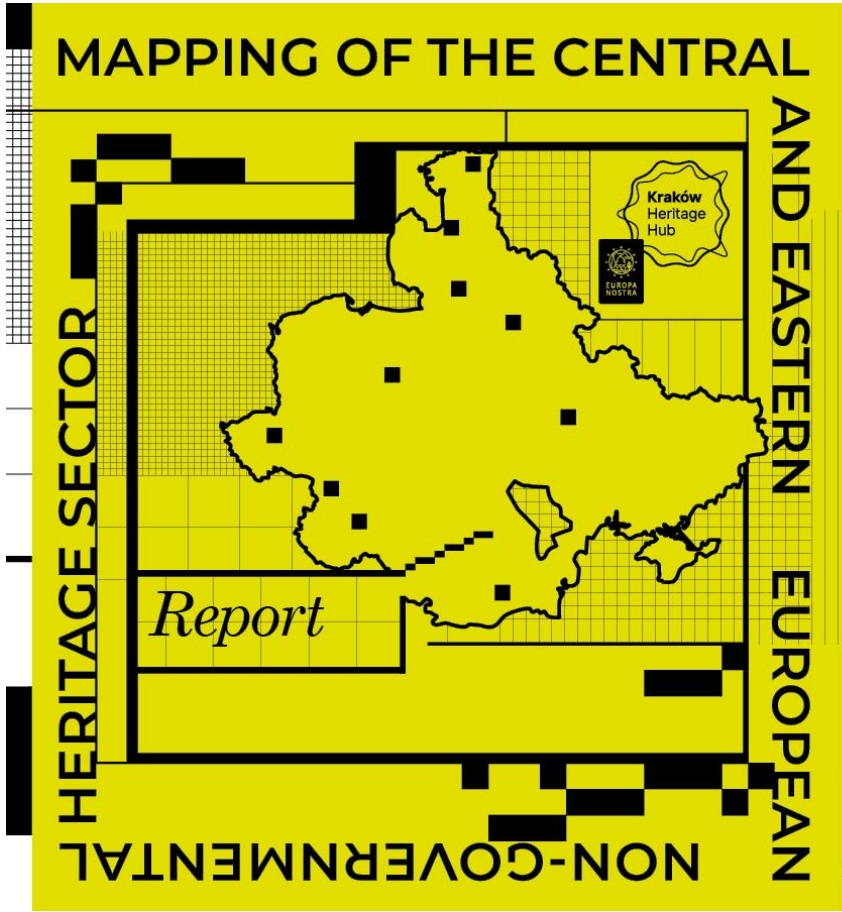 MAPPING OF THE CENTRAL
AND EASTERN EUROPEAN
NON-GOVERNMENTAL
HERITAGE SECTOR
Kraków
Heritage
Hub
EUROPA
NOSTRA
Report